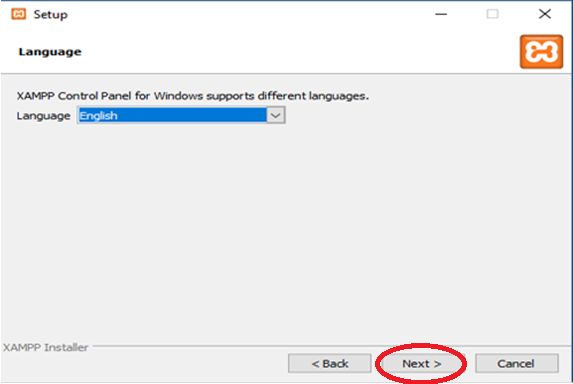 Setup
Language
XAMPP Control Panel for Windows supports different languages.
Language English
XAMPP Installer
< Back Next > Cancel